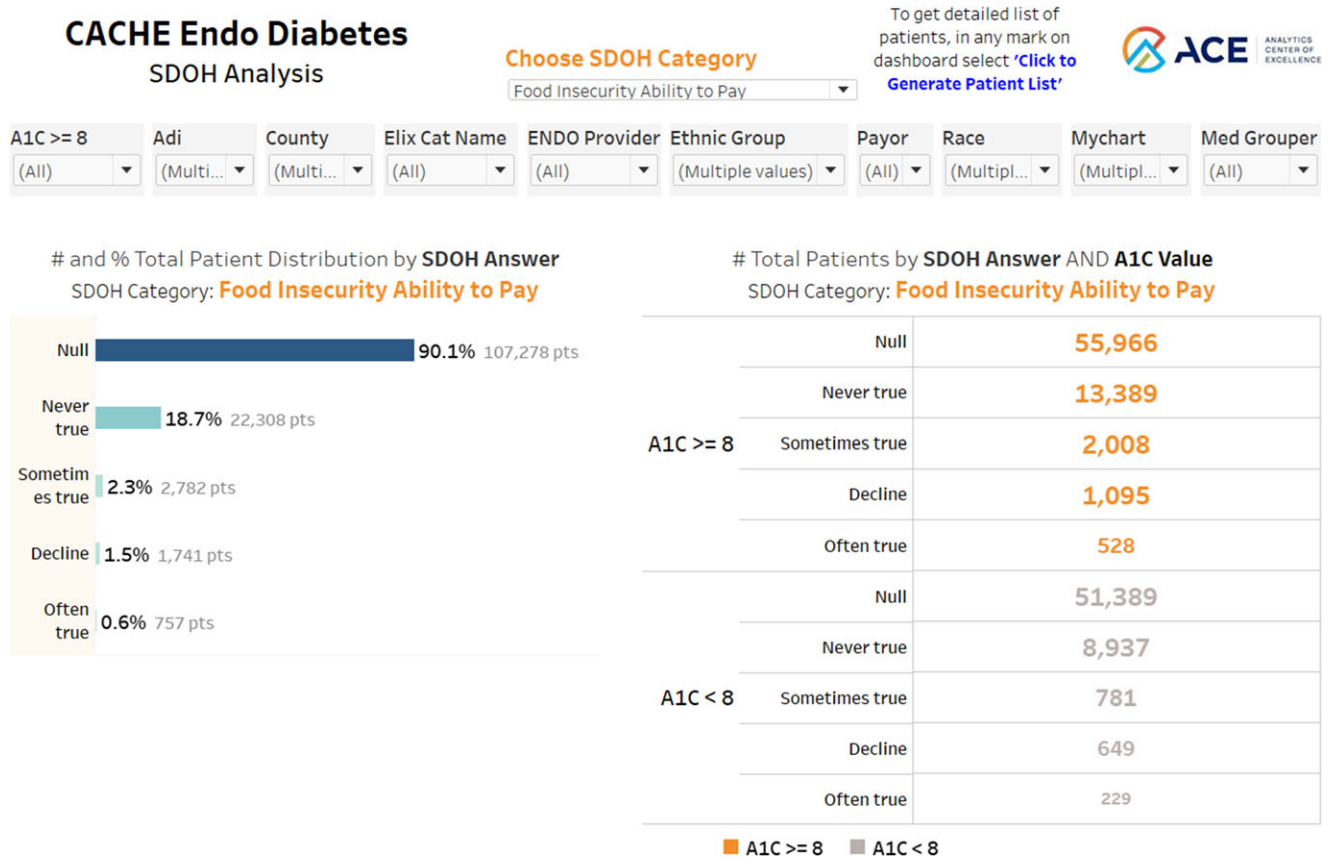 CACHE Endo Diabetes
SDOH Analysis
Choose SDOH Category
Food Insecurity Ability to Pay
To get detailed list of
patients, in any mark on
dashboard select ‘Click to
Generate Patient List’
ACE
ANALYTICS
CENTER OF
EXCELLENCE
A1C >= 8
(All)
Adi
(Multi...
County
(Multi...
Elix Cat Name
(All)
ENDO Provider
(All)
Ethnic Group
(Multiple values)
Payor
(All)
Race
(Multipl...
Mychart
(Multipl...
Med Grouper
(All)
# and % Total Patient Distribution by SDOH Answer
SDOH Category: Food Insecurity Ability to Pay
Null 90.1% 107,278 pts
Never
true 18.7% 22,308 pts
Sometim
es true 2.3% 2,782 pts
Decline 1.5% 1,741 pts
Often
true 0.6% 757 pts
# Total Patients by SDOH Answer AND A1C Value
SDOH Category: Food Insecurity Ability to Pay
A1C >= 8
Null 55,966
Never true 13,389
Sometimes true 2,008
Decline 1,095
Often true 528
A1C < 8
Null 51,389
Never true 8,937
Sometimes true 781
Decline 649
Often true 229
A1C >= 8 A1C < 8